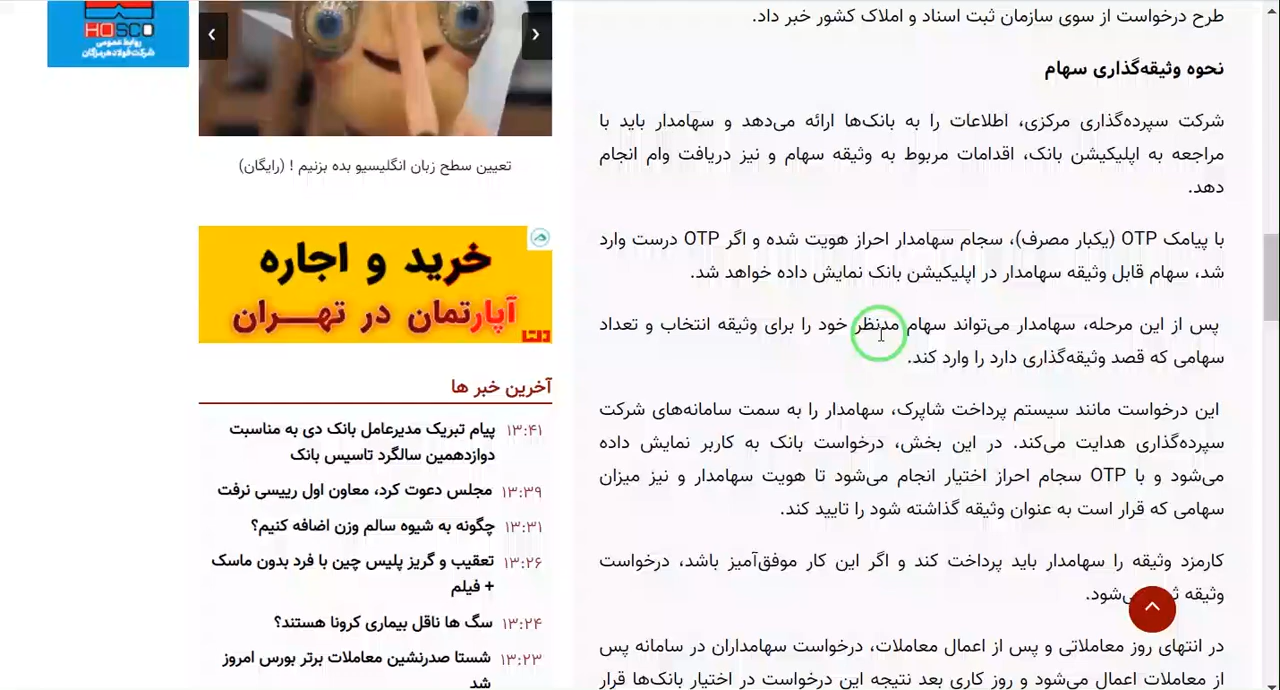 طرح درخواست از سوی سازمان ثبت اسناد و املاک کشور خبر داد.
نحوه وثیقه‌گذاری سهام
شرکت سپرده‌گذاری مرکزی، اطلاعات را به بانک‌ها ارائه می‌دهد و سهامدار باید با
مراجعه به اپلیکیشن بانک، اقدامات مربوط به وثیقه سهام و نیز دریافت وام انجام
دهد.
با پیامک OTP (یکبار مصرف)، سجام سهامدار احراز هویت شده و اگر OTP درست وارد
شد، سهام قابل وثیقه سهامدار در اپلیکیشن بانک نمایش داده خواهد شد.
پس از این مرحله، سهامدار می‌تواند سهام مدنظر خود را برای وثیقه انتخاب و تعداد
سهامی که قصد وثیقه‌گذاری دارد را وارد کند.
این درخواست مانند سیستم پرداخت شاپرک، سهامدار را به سمت سامانه‌های شرکت
سپرده‌گذاری هدایت می‌کند. در این بخش، درخواست بانک به کاربر نمایش داده
می‌شود و با OTP سجام احراز اختیار انجام می‌شود تا هویت سهامدار و نیز میزان
سهامی که قرار است به عنوان وثیقه گذاشته شود را تایید کند.
کارمزد وثیقه را سهامدار باید پرداخت کند و اگر این کار موفق‌آمیز باشد، درخواست
وثیقه می‌شود.
در انتهای روز معاملاتی و پس از اعمال معاملات، درخواست سهامداران در سامانه پس
از معاملات اعمال می‌شود و روز کاری بعد نتیجه این درخواست در اختیار بانک‌ها قرار
HOSCO
روابط عمومی
شرکت فولاد هرمزگان
تعیین سطح زبان انگلیسیو بده بزنیم ! (رایگان)
خرید و اجاره
آپارتمان در تهران
دلتا
آخرین خبر ها
۱۳:۴۱ پیام تبریک مدیرعامل بانک دی به مناسبت
دوازدهمین سالگرد تاسیس بانک
۱۳:۳۹ مجلس دعوت کرد، معاون اول رییسی نرفت
۱۳:۳۱ چگونه به شیوه سالم وزن اضافه کنیم؟
۱۳:۲۶ تعقیب و گریز پلیس چین با فرد بدون ماسک
+ فیلم
۱۳:۲۴ سگ ها ناقل بیماری کرونا هستند؟
۱۳:۲۳ شستا صدرنشین معاملات برتر بورس امروز
شد